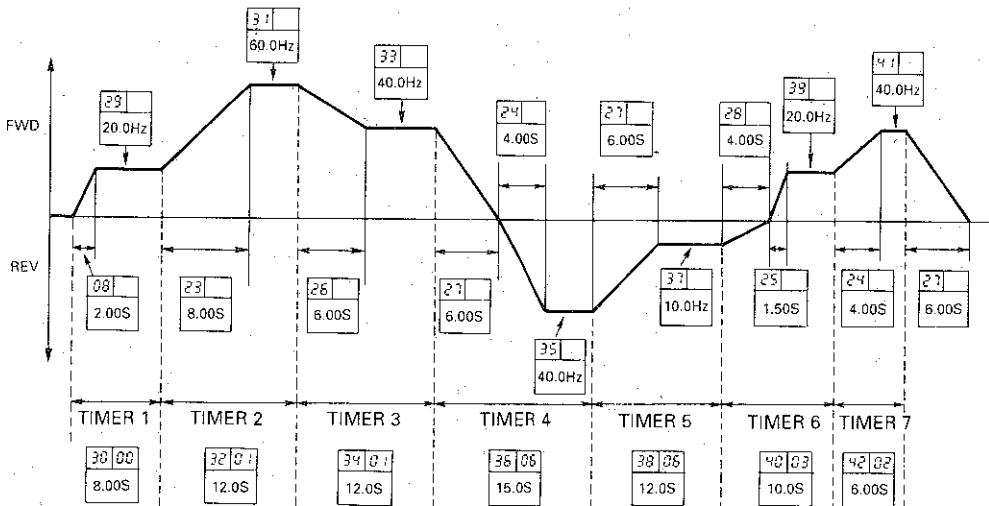 31
60.0Hz
33
40.0Hz
41
40.0Hz
29
20.0Hz
24
4.00S
27
6.00S
28
4.00S
39
20.0Hz
FWD
REV
08
2.00S
23
8.00S
26
6.00S
27
6.00S
35
40.0Hz
37
10.0Hz
25
1.50S
24
4.00S
27
6.00S
TIMER 1
TIMER 2
TIMER 3
TIMER 4
TIMER 5
TIMER 6
TIMER 7
30 00
8.00S
32 01
12.0S
34 01
12.0S
36 06
15.0S
38 06
12.0S
40 03
10.0S
42 02
6.00S